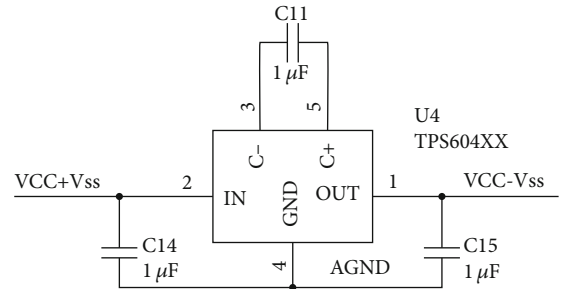 C11
1 µF
3
5
U4
TPS604XX
VCC+Vss
2
IN
C-
GND
C+
OUT
1
VCC-Vss
C14
1 µF
4
AGND
C15
1 µF